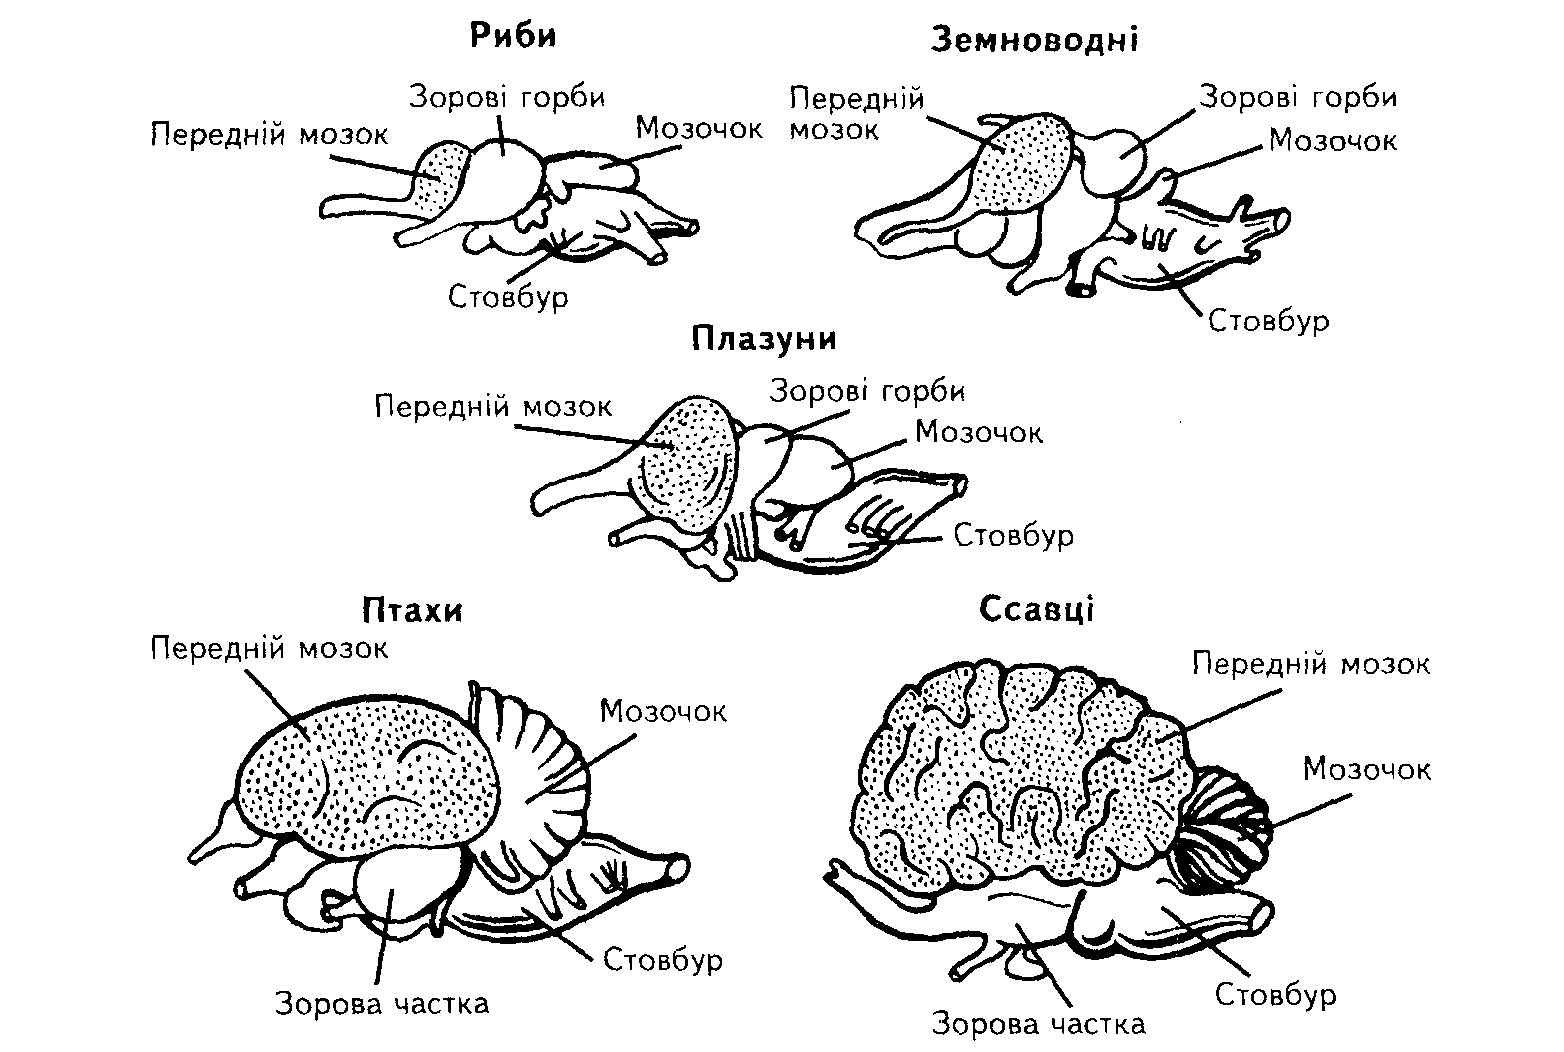 Риби
Земноводні
Зорові горби
Передній мозок
Мозочок
Стовбур
Передній
мозок
Зорові горби
Мозочок
Стовбур
Плазуни
Передній мозок
Зорові горби
Мозочок
Стовбур
Птахи
Передній мозок
Мозочок
Стовбур
Зорова частка
Ссавці
Передній мозок
Мозочок
Стовбур
Зорова частка